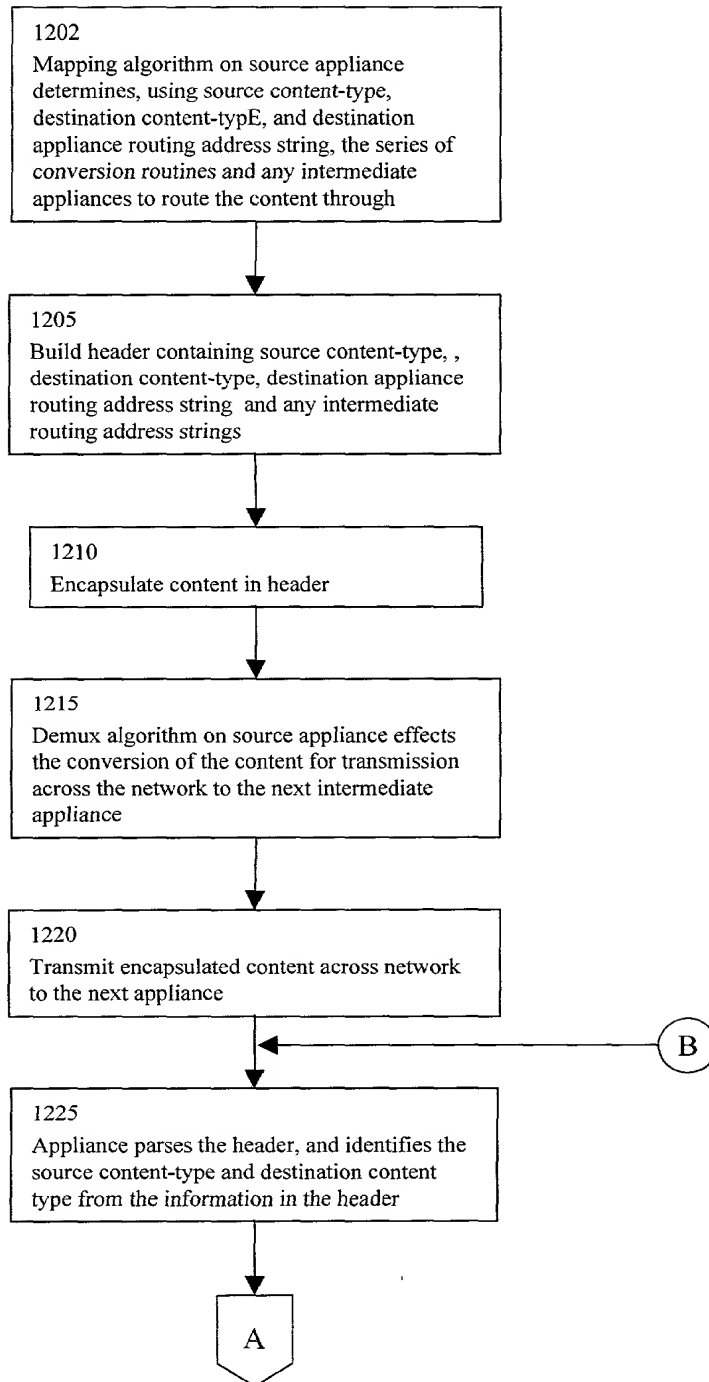 1202
Mapping algorithm on source appliance
determines, using source content-type,
destination content-typE, and destination
appliance routing address string, the series of
conversion routines and any intermediate
appliances to route the content through
1205
Build header containing source content-type, ,
destination content-type, destination appliance
routing address string and any intermediate
routing address strings
1210
Encapsulate content in header
1215
Demux algorithm on source appliance effects
the conversion of the content for transmission
across the network to the next intermediate
appliance
1220
Transmit encapsulated content across network
to the next appliance
B
1225
Appliance parses the header, and identifies the
source content-type and destination content
type from the information in the header
A